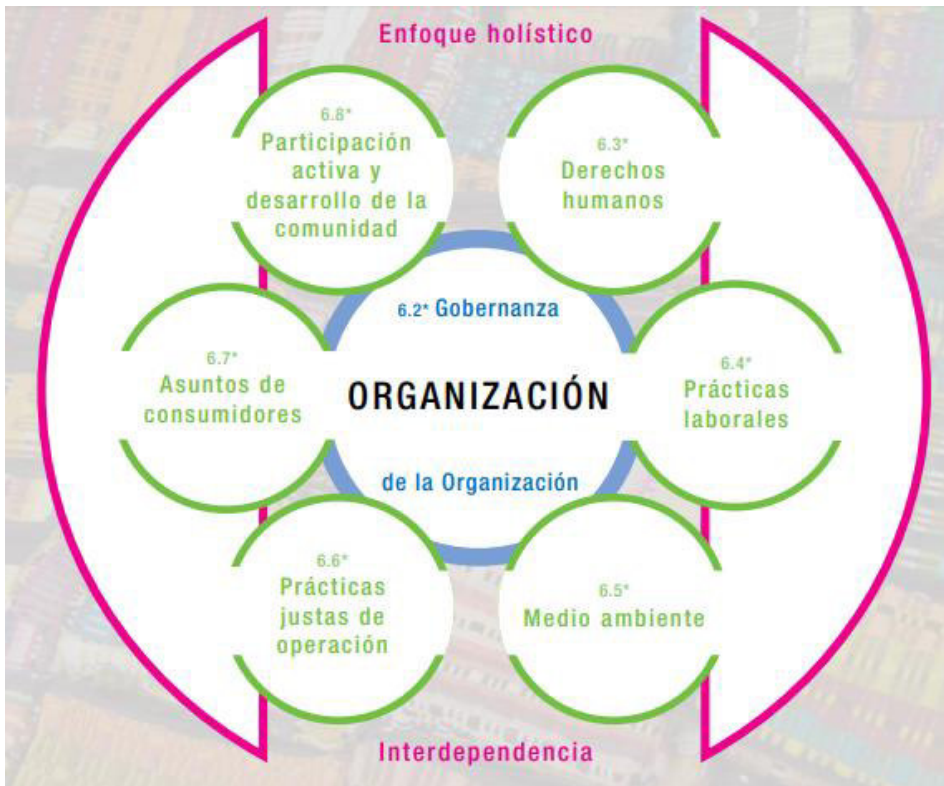 Enfoque holístico
6.8*
Participación
activa y
desarrollo de la
comunidad
6.3*
Derechos
humanos
6.2* Gobernanza
ORGANIZACIÓN
de la Organización
6.7*
Asuntos de
consumidores
6.4*
Prácticas
laborales
6.6*
Prácticas
justas de
operación
6.5*
Medio ambiente
Interdependencia